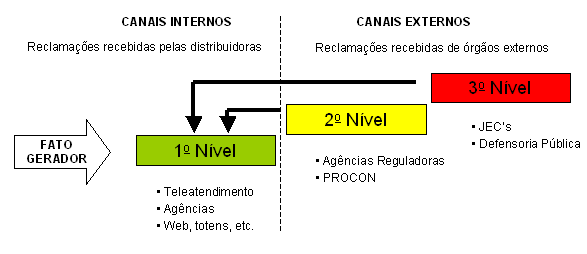 CANAIS INTERNOS
Reclamações recebidas pelas distribuidoras
CANAIS EXTERNOS
Reclamações recebidas de órgãos externos
3º Nível
▪ JEC's
▪ Defensoria Pública
2º Nível
▪ Agências Reguladoras
▪ PROCON
FATO
GERADOR
1º Nível
▪ Teleatendimento
▪ Agências
▪ Web, totens, etc.